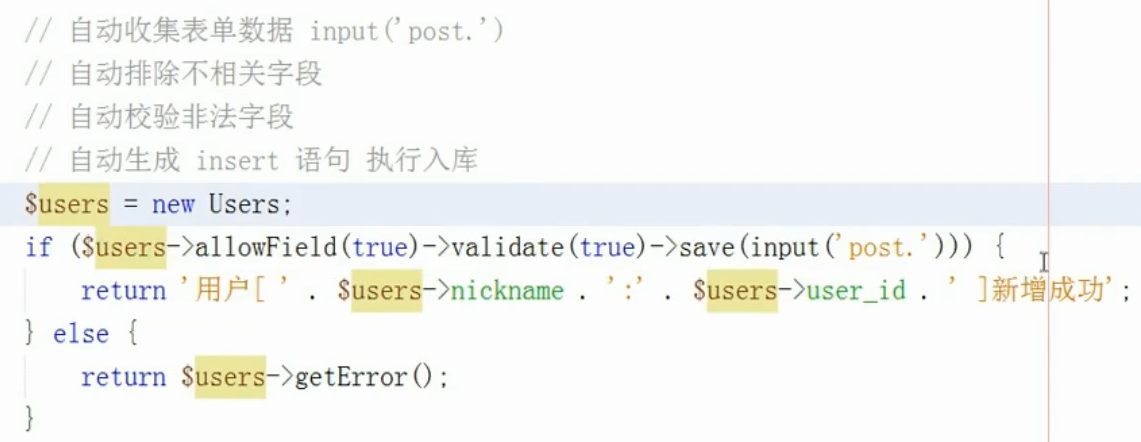 // 自动收集表单数据 input('post.')
// 自动排除不相关字段
// 自动校验非法字段
// 自动生成 insert 语句 执行入库
$users = new Users;
if ($users->allowField(true)->validate(true)->save(input('post.'))) {
return '用户[ ' . $users->nickname . ':' . $users->user_id . ' ]新增成功';
} else {
return $users->getError();
}